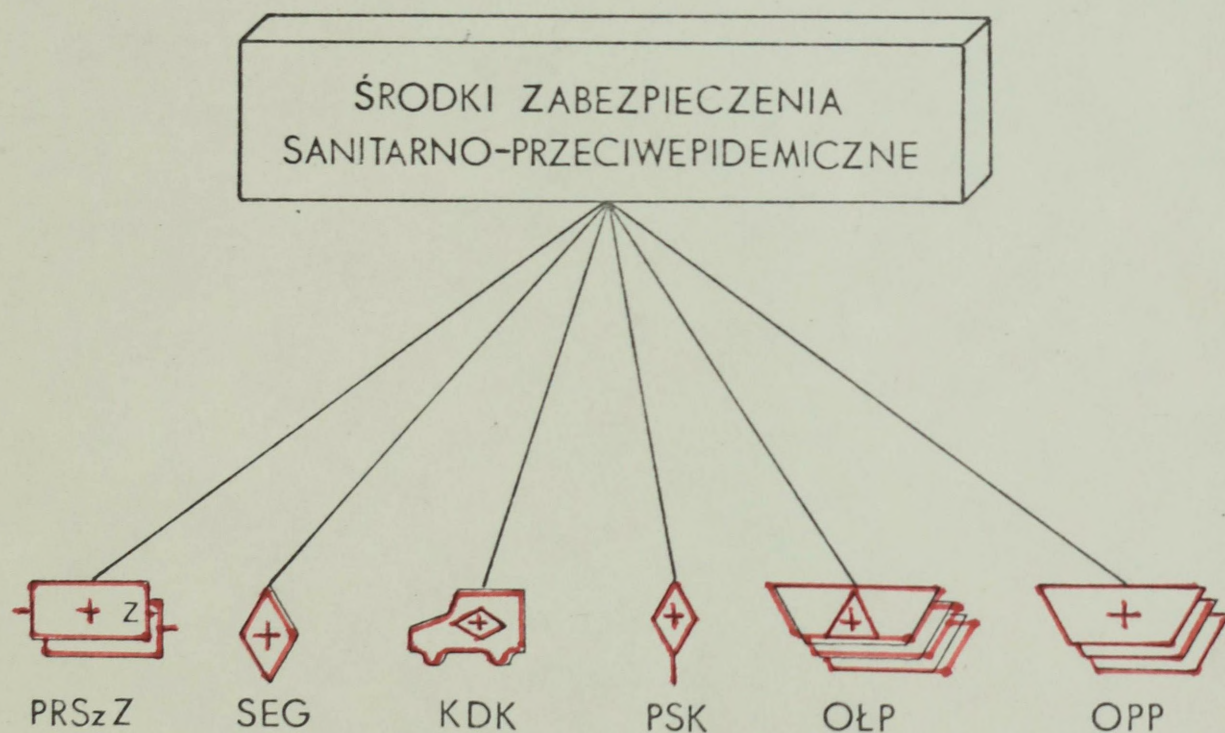 ŚRODKI ZABEZPIECZENIA
SANITARNO-PRZECIWEPIDEMICZNE
Z
PRSzZ SEG KDK PSK OŁP OPP